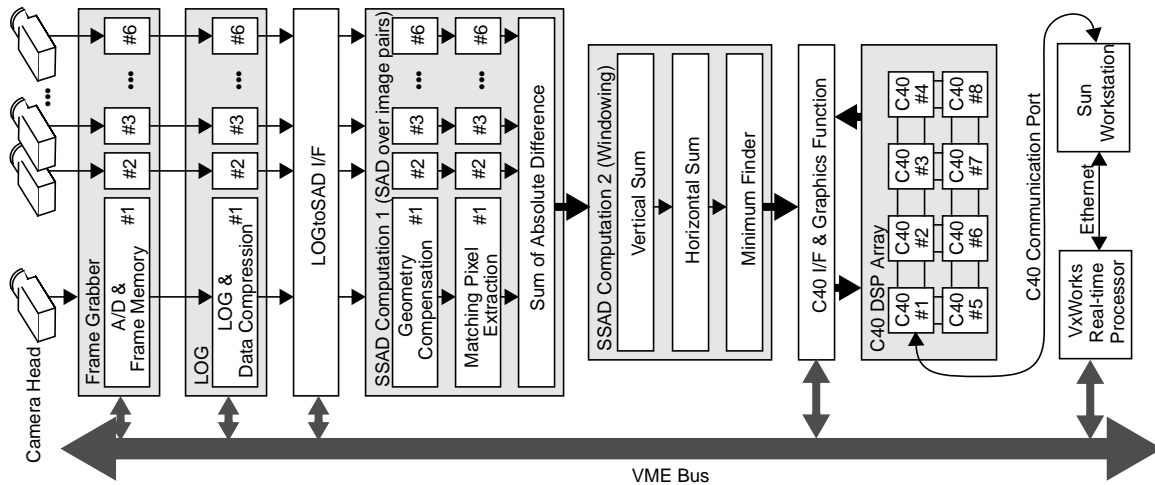 Camera Head
...
Frame Grabber
#6
...
#3
#2
#1
A/D &
Frame Memory
LOG
#6
...
#3
#2
#1
LOG &
Data Compression
LOGtoSAD I/F
SSAD Computation 1 (SAD over image pairs)
#6
...
#3
#2
#1
Geometry
Compensation
#6
...
#3
#2
#1
Matching Pixel
Extraction
Sum of Absolute Difference
SSAD Computation 2 (Windowing)
Vertical Sum
Horizontal Sum
Minimum Finder
C40 I/F & Graphics Function
C40 DSP Array
C40
#4
C40
#8
C40
#3
C40
#7
C40
#2
C40
#6
C40
#1
C40
#5
C40 Communication Port
Sun
Workstation
Ethernet
VxWorks
Real-time
Processor
VME Bus